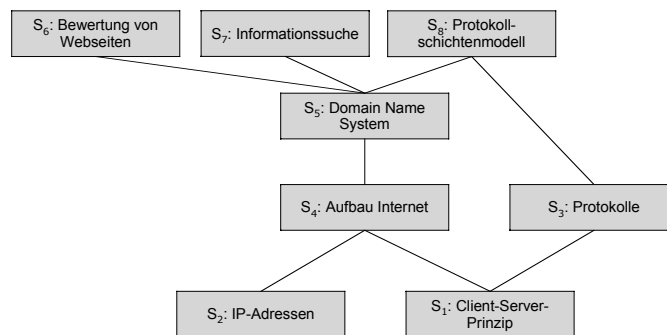 S₆: Bewertung von
Webseiten
S₇: Informationssuche
S₈: Protokoll-
schichtenmodell
S₅: Domain Name
System
S₄: Aufbau Internet
S₃: Protokolle
S₂: IP-Adressen
S₁: Client-Server-
Prinzip